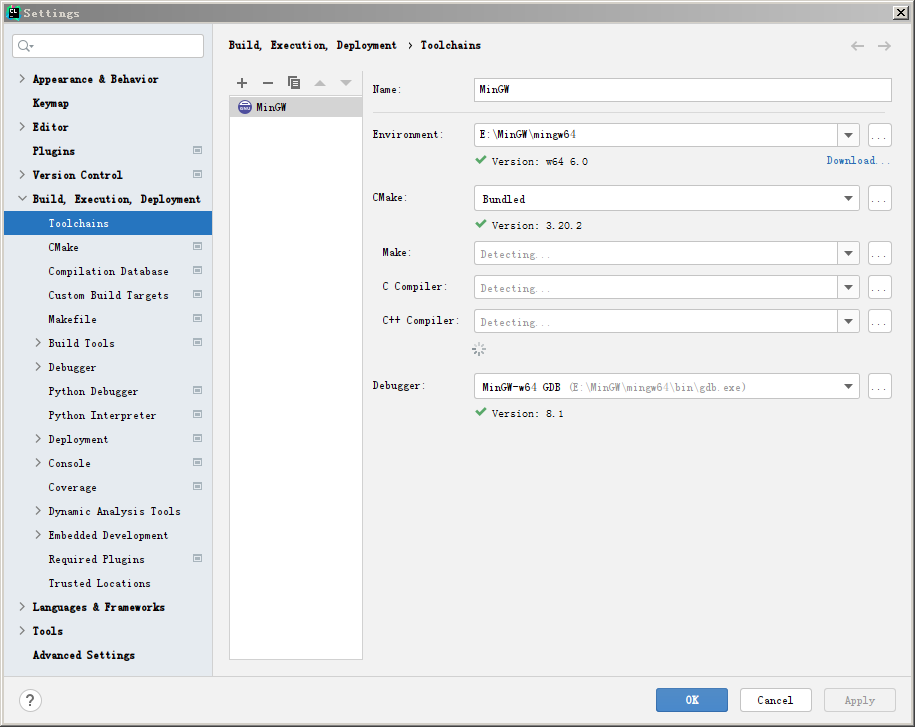 CL Settings
Appearance & Behavior
Keymap
Editor
Plugins
Version Control
Build, Execution, Deployment
Toolchains
CMake
Compilation Database
Custom Build Targets
Makefile
Build Tools
Debugger
Python Debugger
Python Interpreter
Deployment
Console
Coverage
Dynamic Analysis Tools
Embedded Development
Required Plugins
Trusted Locations
Languages & Frameworks
Tools
Advanced Settings
Build, Execution, Deployment › Toolchains
GNU MinGW
Name: MinGW
Environment: E:\MinGW\mingw64 ...
Version: w64 6.0 Download...
CMake: Bundled ...
Version: 3.20.2
Make: Detecting... ...
C Compiler: Detecting... ...
C++ Compiler: Detecting... ...
Debugger: MinGW-w64 GDB (E:\MinGW\mingw64\bin\gdb.exe) ...
Version: 8.1
? OK Cancel Apply